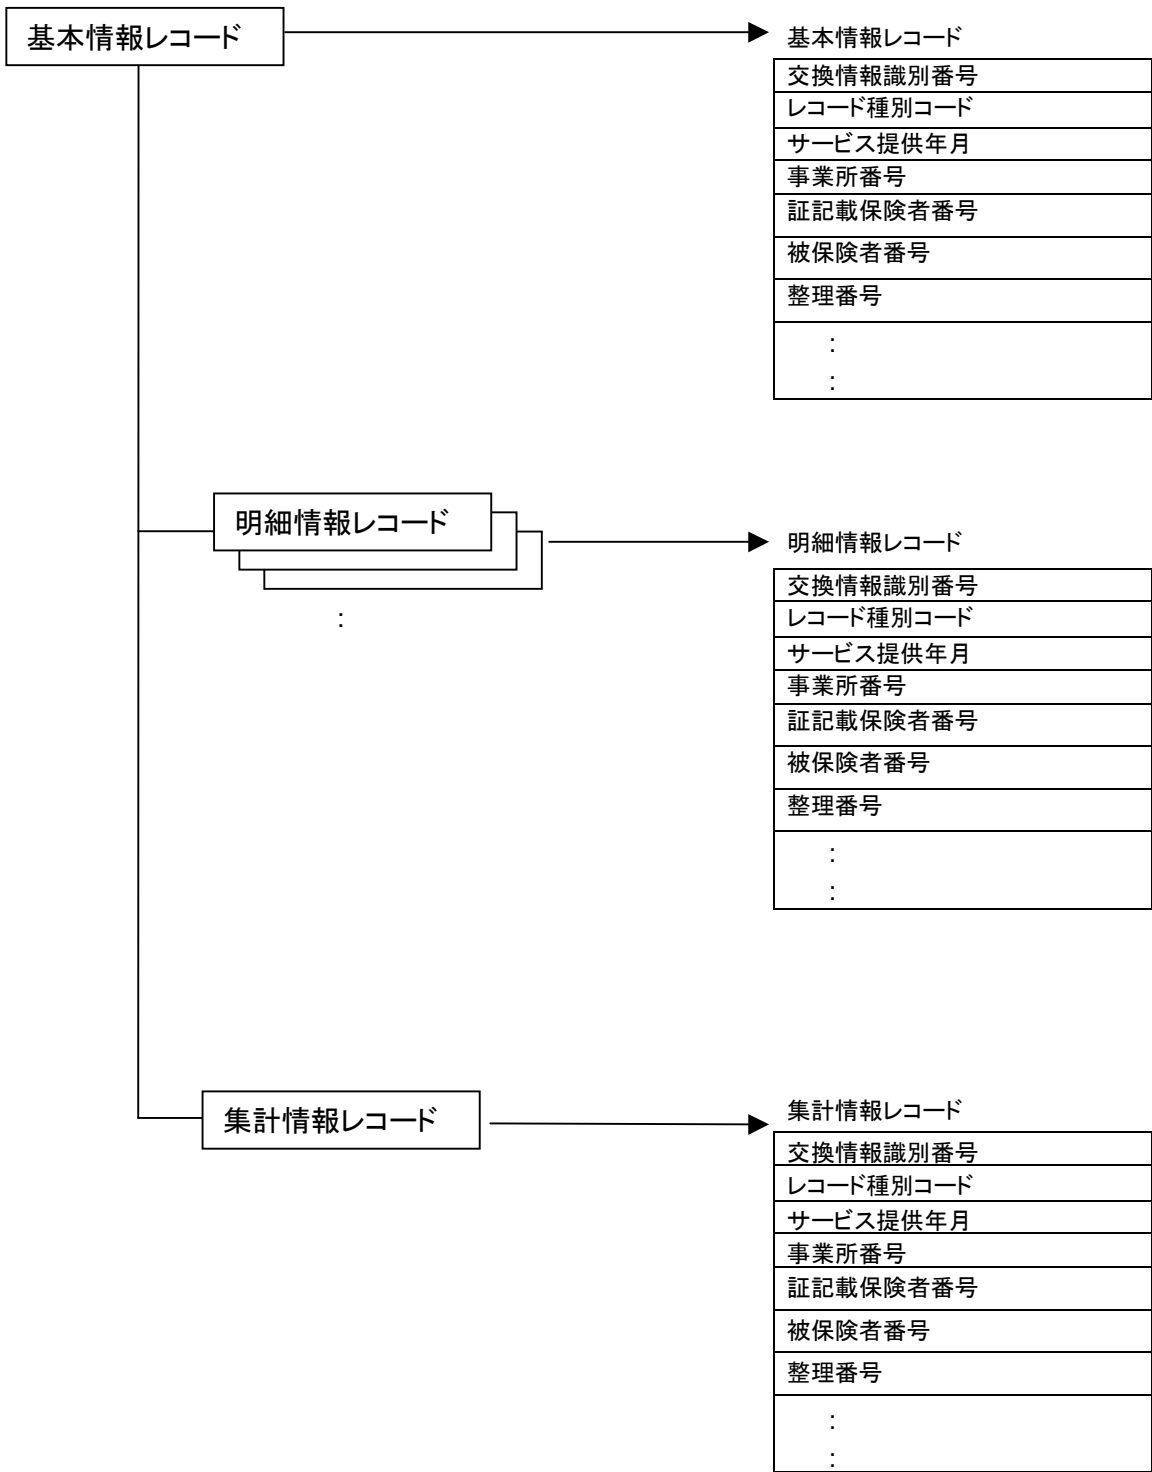 基本情報レコード
基本情報レコード
交換情報識別番号
レコード種別コード
サービス提供年月
事業所番号
証記載保険者番号
被保険者番号
整理番号
:
:
明細情報レコード
:
明細情報レコード
交換情報識別番号
レコード種別コード
サービス提供年月
事業所番号
証記載保険者番号
被保険者番号
整理番号
:
:
集計情報レコード
集計情報レコード
交換情報識別番号
レコード種別コード
サービス提供年月
事業所番号
証記載保険者番号
被保険者番号
整理番号
:
: